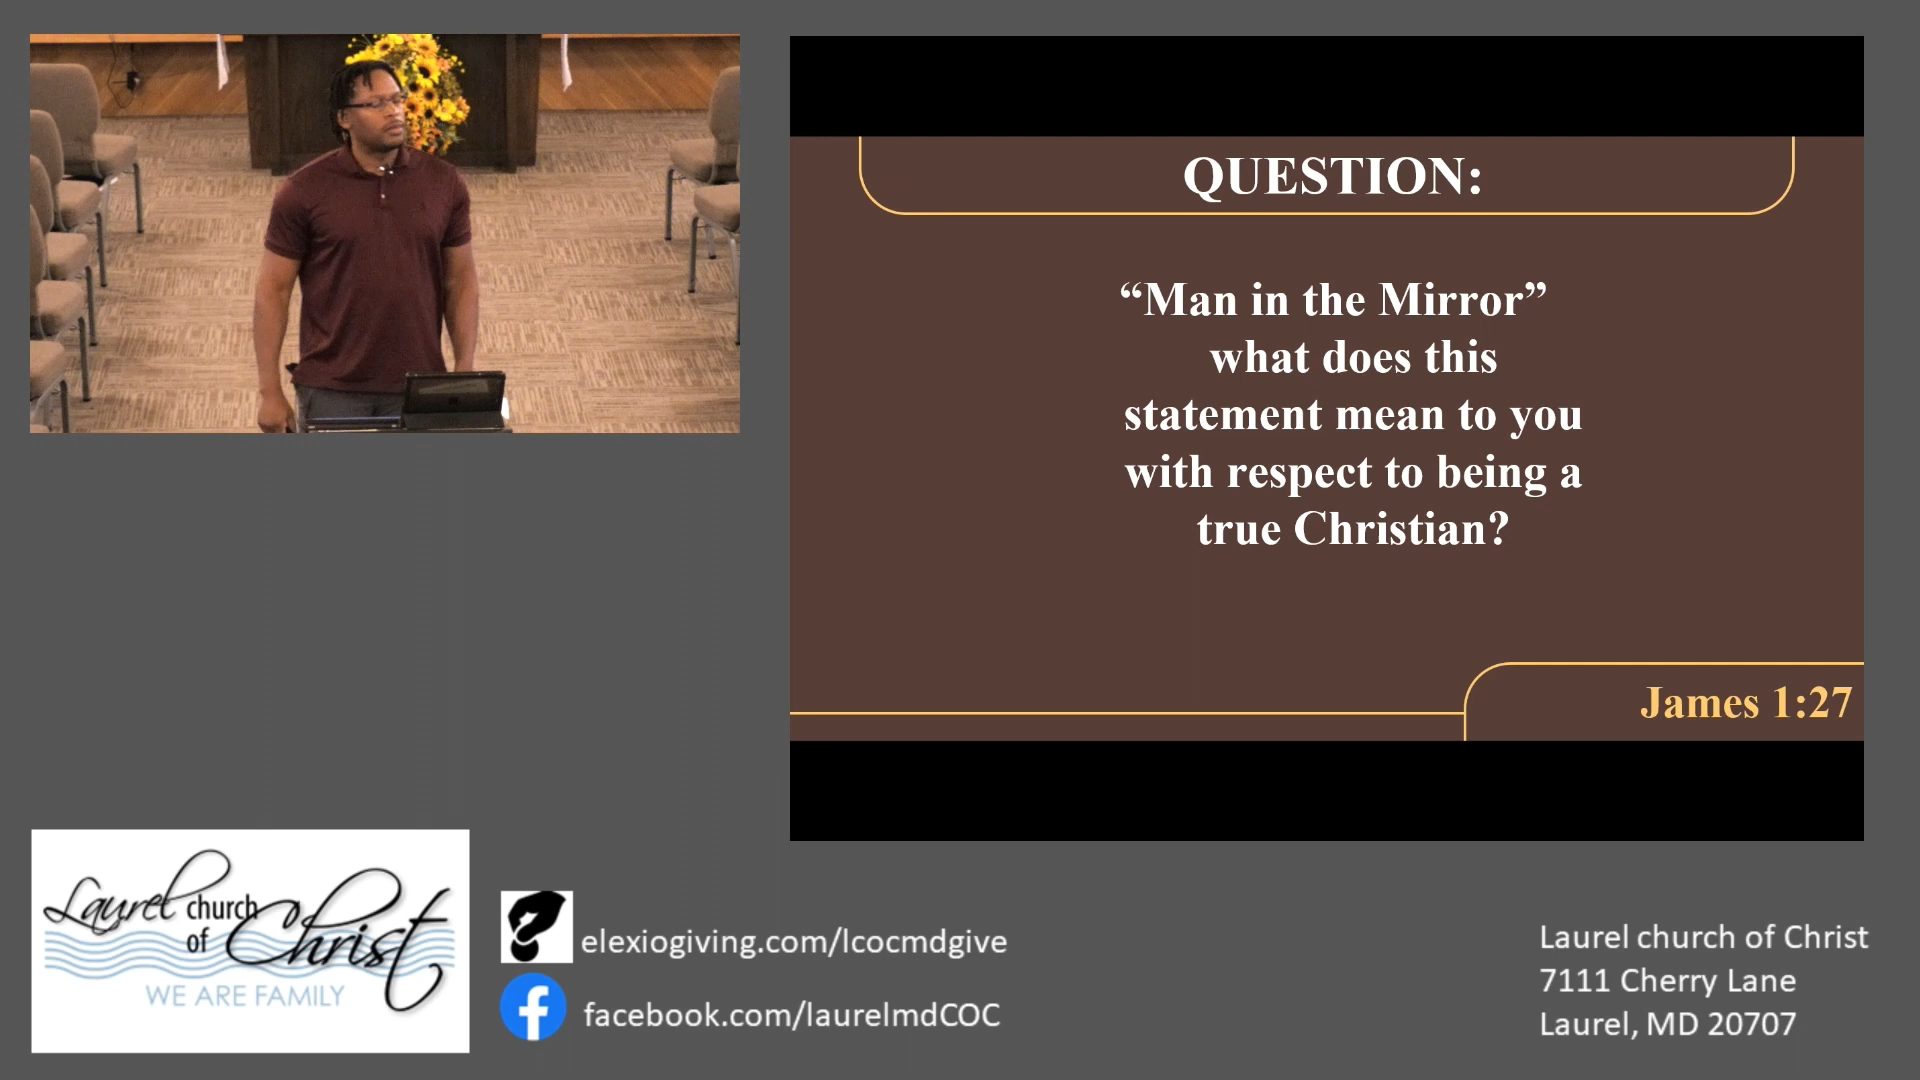 QUESTION:
“Man in the Mirror”
what does this
statement mean to you
with respect to being a
true Christian?
James 1:27
Laurel church
of Christ
WE ARE FAMILY
elexiogiving.com/lcocmdgive
facebook.com/laurelmdCOC
Laurel church of Christ
7111 Cherry Lane
Laurel, MD 20707